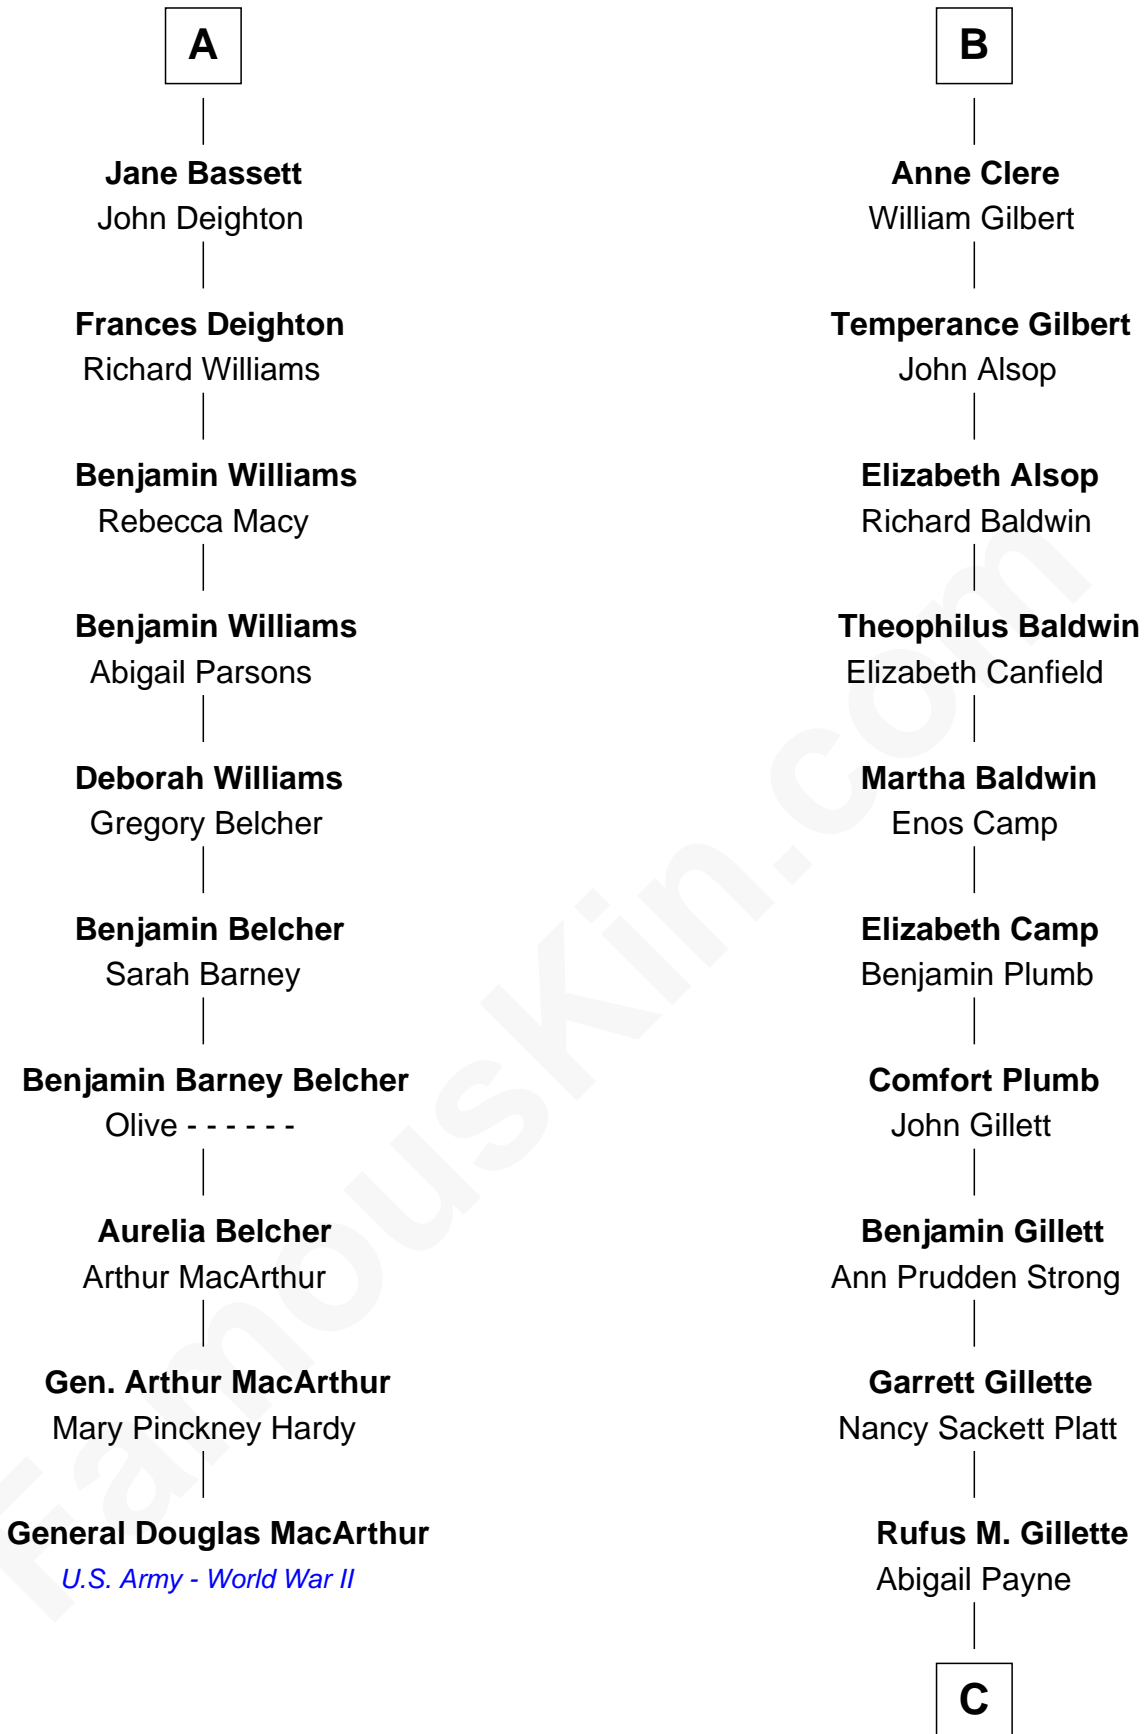 A
Jane Bassett
John Deighton
Frances Deighton
Richard Williams
Benjamin Williams
Rebecca Macy
Benjamin Williams
Abigail Parsons
Deborah Williams
Gregory Belcher
Benjamin Belcher
Sarah Barney
Benjamin Barney Belcher
Olive - - - - - -
Aurelia Belcher
Arthur MacArthur
Gen. Arthur MacArthur
Mary Pinckney Hardy
General Douglas MacArthur
U.S. Army - World War II
B
Anne Clere
William Gilbert
Temperance Gilbert
John Alsop
Elizabeth Alsop
Richard Baldwin
Theophilus Baldwin
Elizabeth Canfield
Martha Baldwin
Enos Camp
Elizabeth Camp
Benjamin Plumb
Comfort Plumb
John Gillett
Benjamin Gillett
Ann Prudden Strong
Garrett Gillette
Nancy Sackett Platt
Rufus M. Gillette
Abigail Payne
C
FamousKin.com